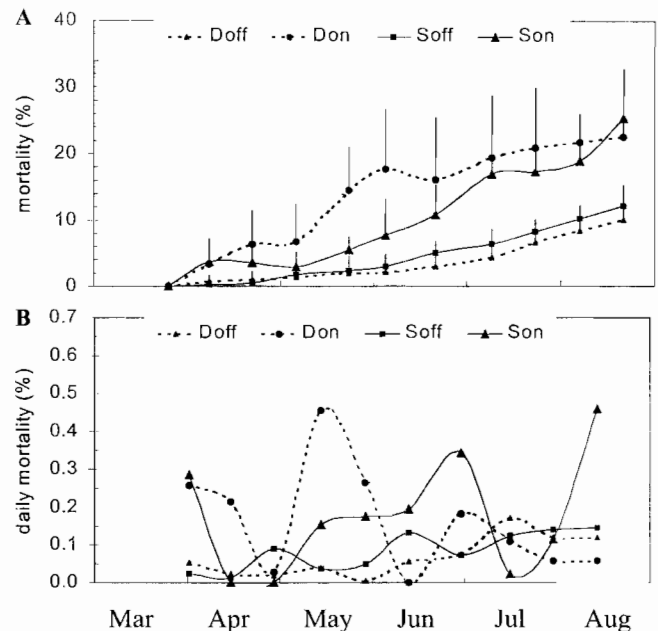 A
Doff Don Soff Son
mortality (%)
40
30
20
10
0
B
Doff Don Soff Son
daily mortality (%)
0.7
0.6
0.5
0.4
0.3
0.2
0.1
0.0
Mar Apr May Jun Jul Aug